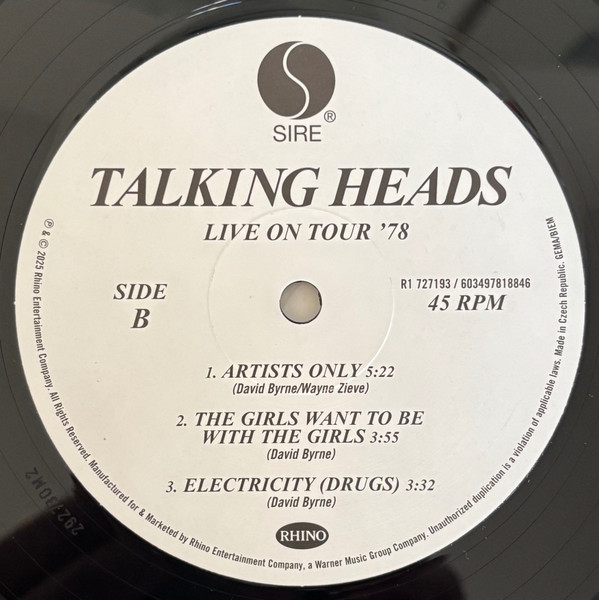 SIRE®
TALKING HEADS
LIVE ON TOUR '78
SIDE
B
R1 727193 / 603497818846
45 RPM
1. ARTISTS ONLY 5:22
(David Byrne/Wayne Zieve)
2. THE GIRLS WANT TO BE
WITH THE GIRLS 3:55
(David Byrne)
3. ELECTRICITY (DRUGS) 3:32
(David Byrne)
RHINO
℗ & © 2025 Rhino Entertainment Company. All Rights Reserved. Manufactured for & Marketed by Rhino Entertainment Company, a Warner Music Group Company. Unauthorized duplication is a violation of applicable laws. Made in Czech Republic. GEMA/BIEM